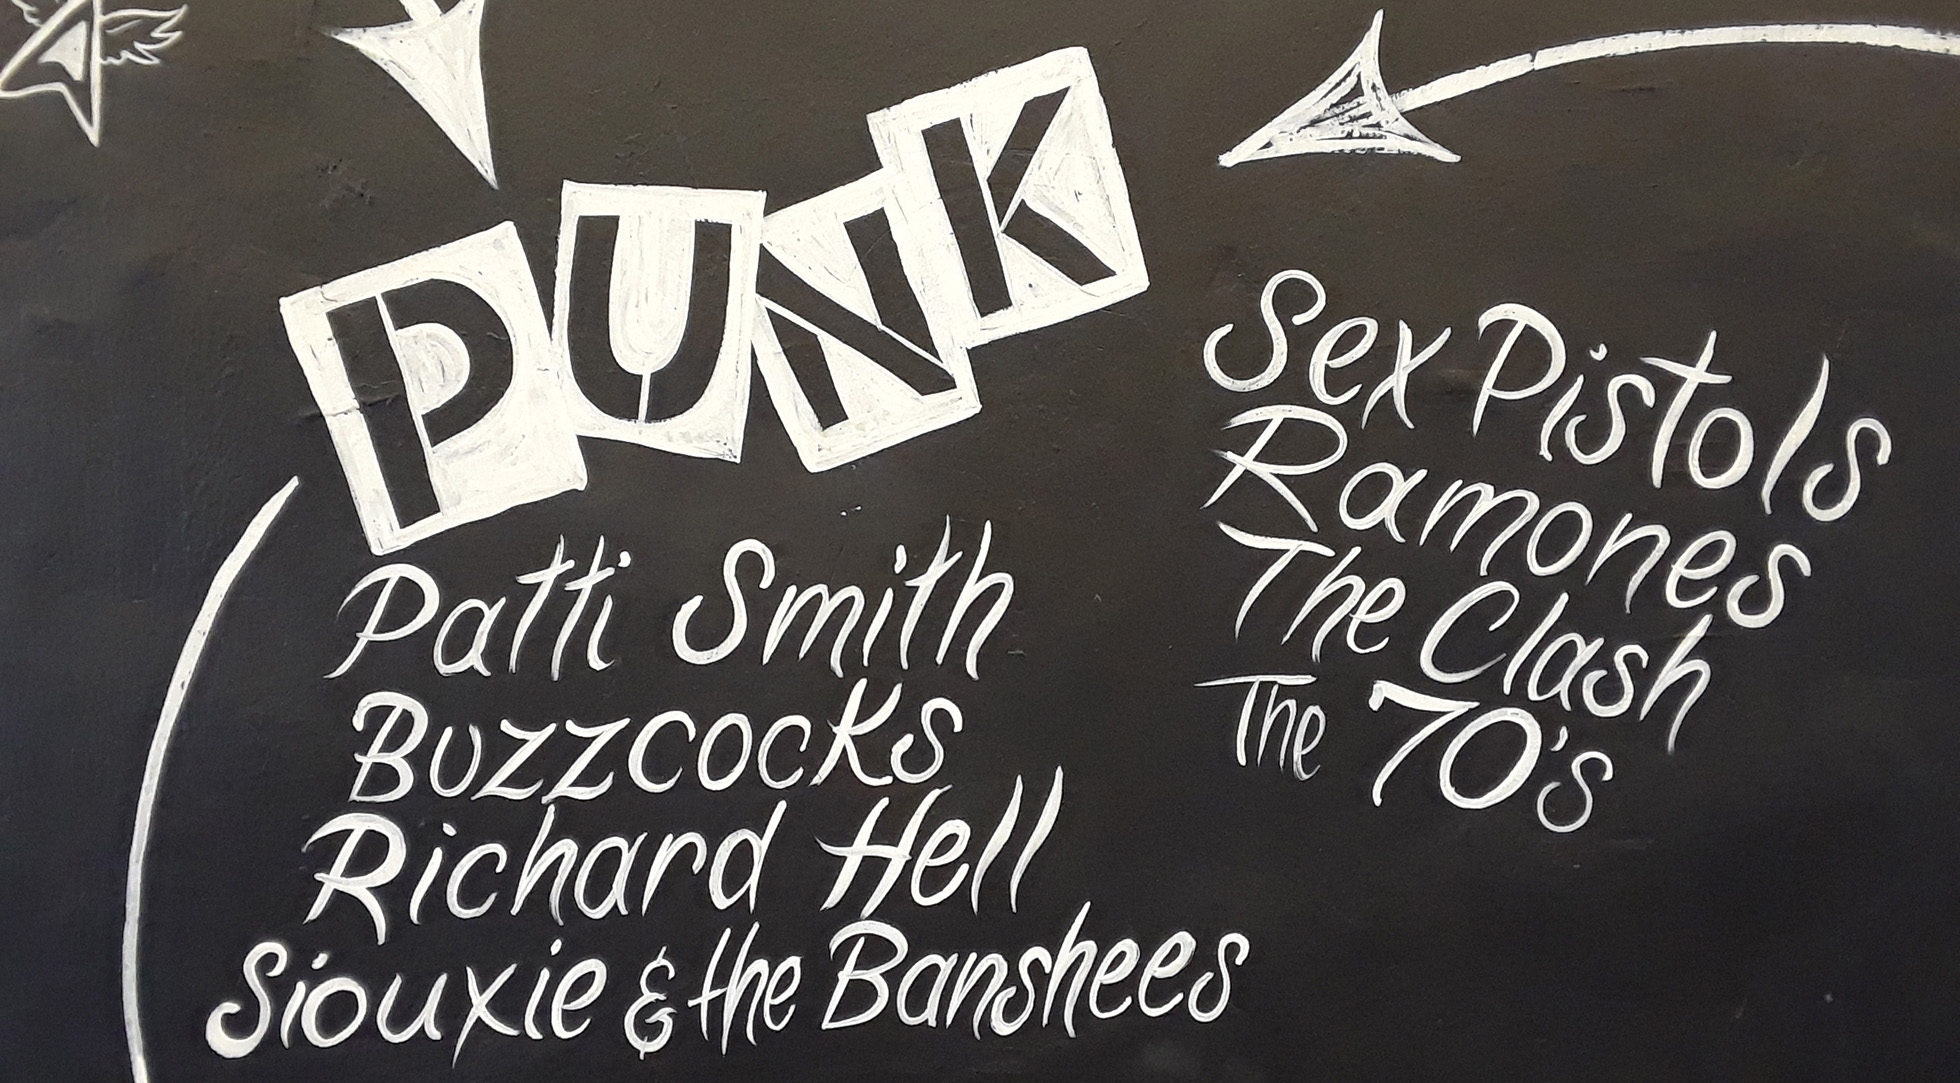 PUNK
Patti Smith
Buzzcocks
Richard Hell
Siouxie & the Banshees
Sex Pistols
Ramones
The Clash
The 70's